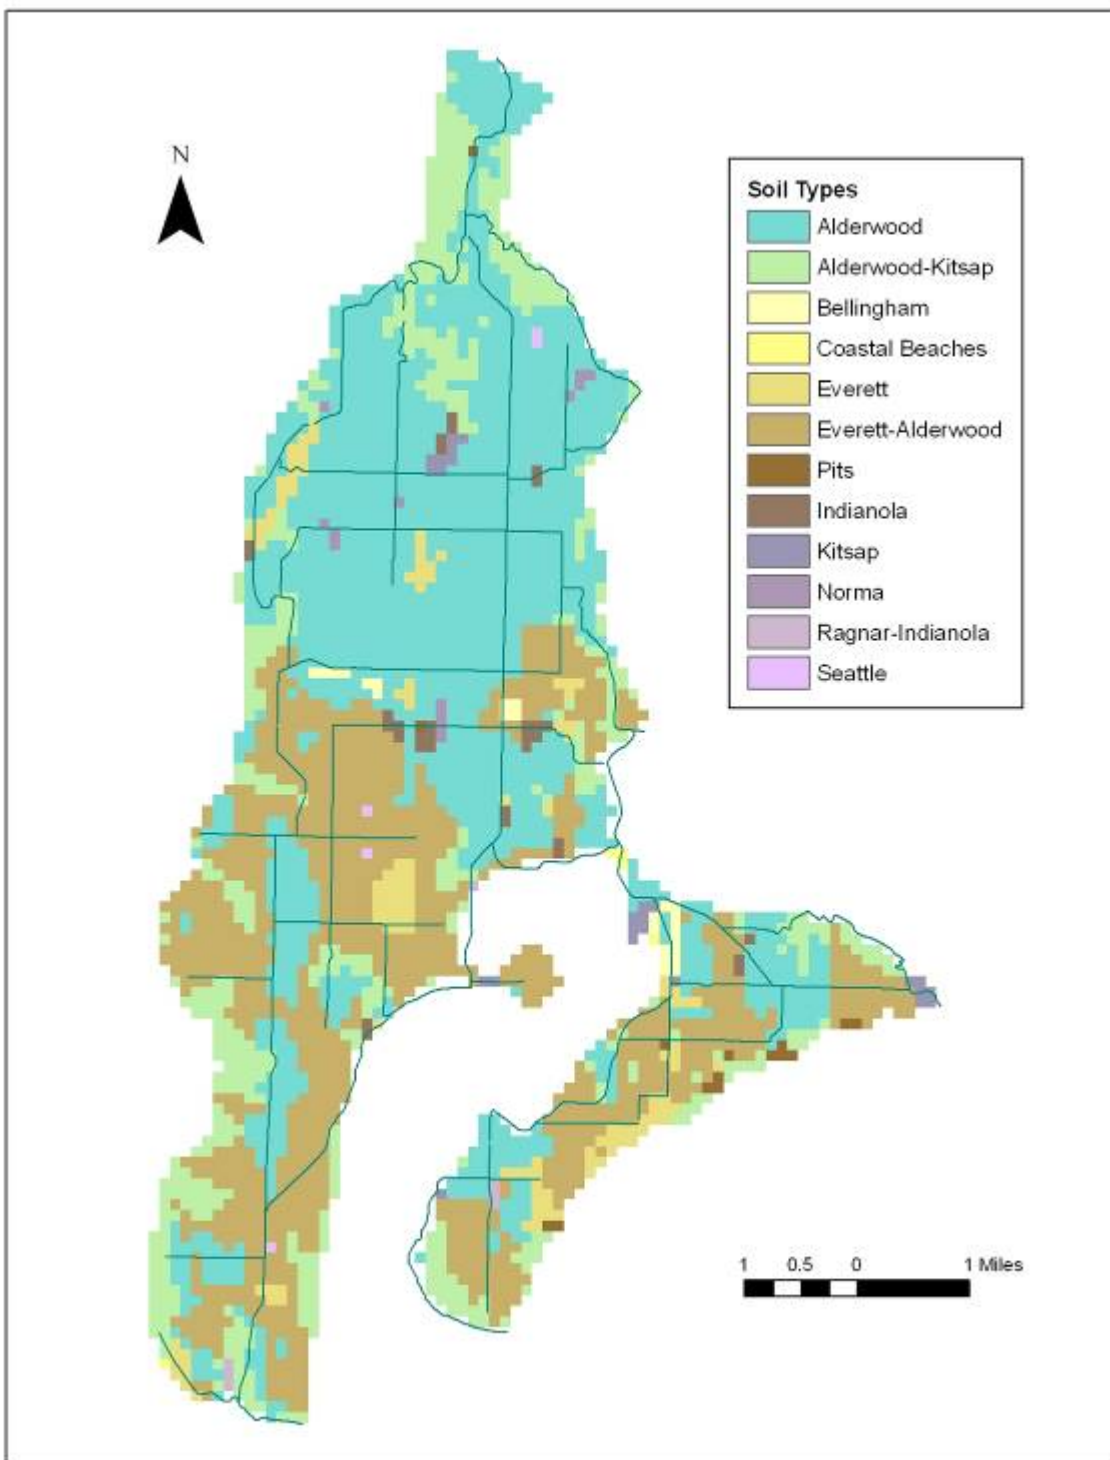 N
Soil Types
Alderwood
Alderwood-Kitsap
Bellingham
Coastal Beaches
Everett
Everett-Alderwood
Pits
Indianola
Kitsap
Norma
Ragnar-Indianola
Seattle
1 0.5 0 1 Miles